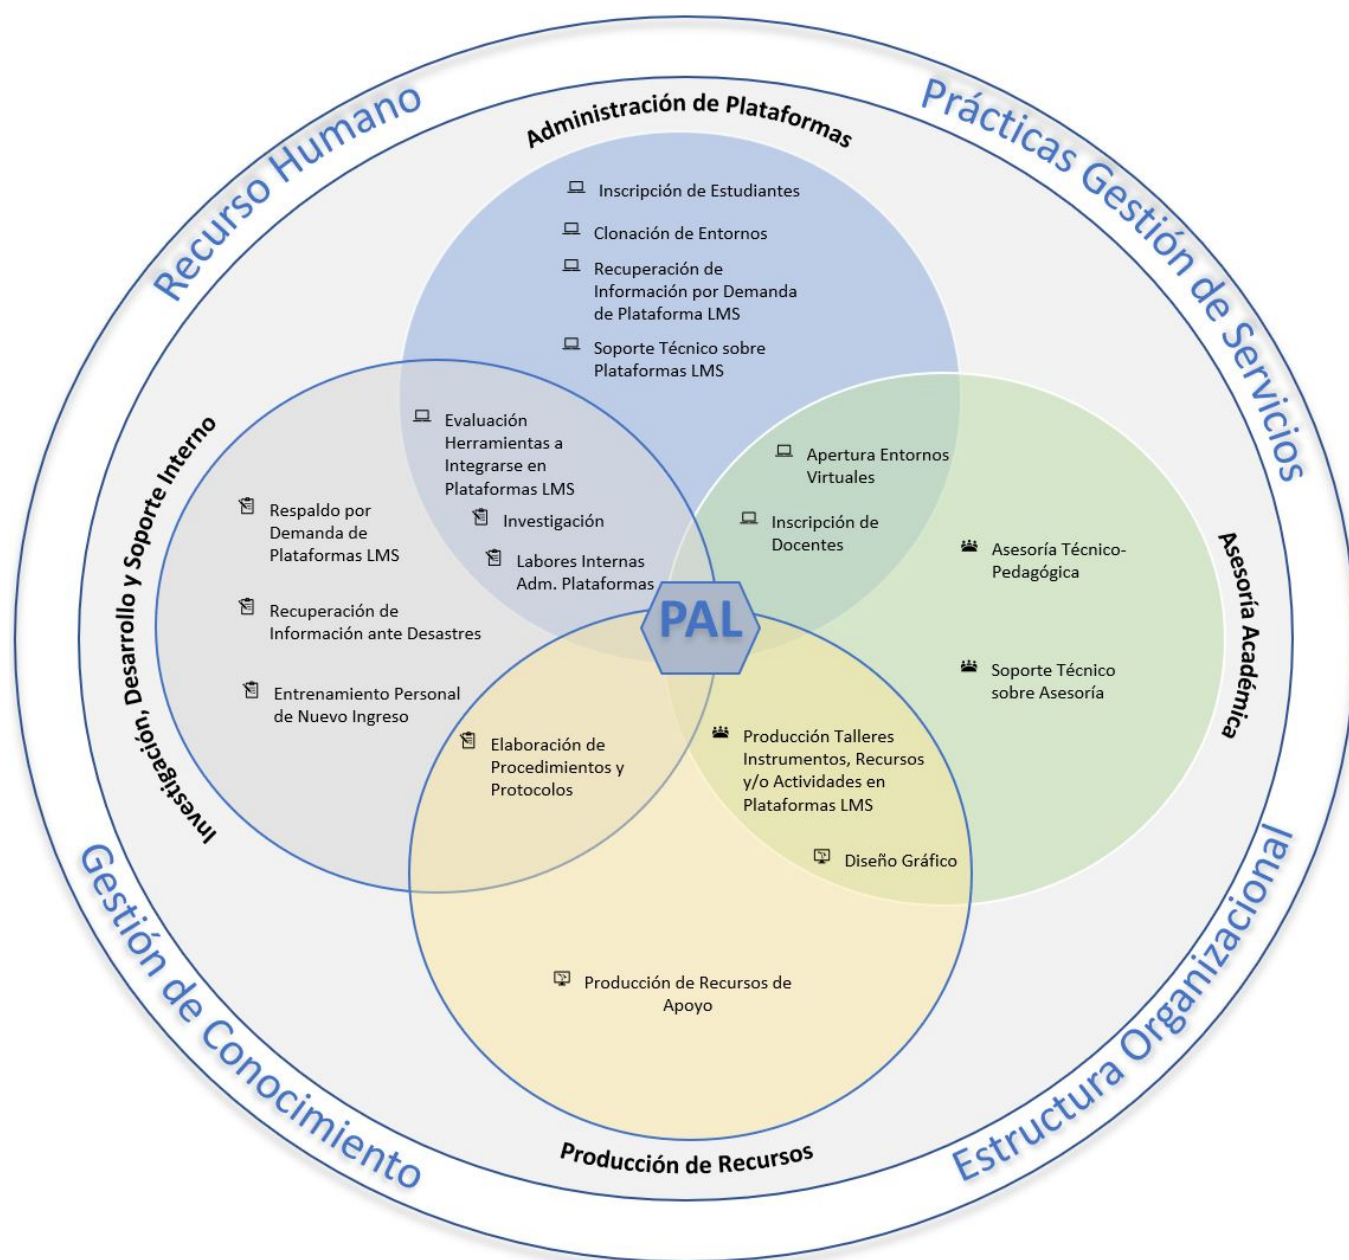 Recurso Humano
Prácticas Gestión de Servicios
Administración de Plataformas
Inscripción de Estudiantes
Clonación de Entornos
Recuperación de
Información por Demanda
de Plataforma LMS
Soporte Técnico sobre
Plataformas LMS
Evaluación
Herramientas a
Integrarse en
Plataformas LMS
Investigación
Labores Internas
Adm. Plataformas
Apertura Entornos
Virtuales
Inscripción de
Docentes
Investigación, Desarrollo y Soporte Interno
Respaldo por
Demanda de
Plataformas LMS
Recuperación de
Información ante Desastres
Entrenamiento Personal
de Nuevo Ingreso
PAL
Asesoría Técnico-
Pedagógica
Soporte Técnico
sobre Asesoría
Asesoría Académica
Elaboración de
Procedimientos y
Protocolos
Producción Talleres
Instrumentos, Recursos
y/o Actividades en
Plataformas LMS
Diseño Gráfico
Producción de Recursos de
Apoyo
Producción de Recursos
Gestión de Conocimiento
Estructura Organizacional